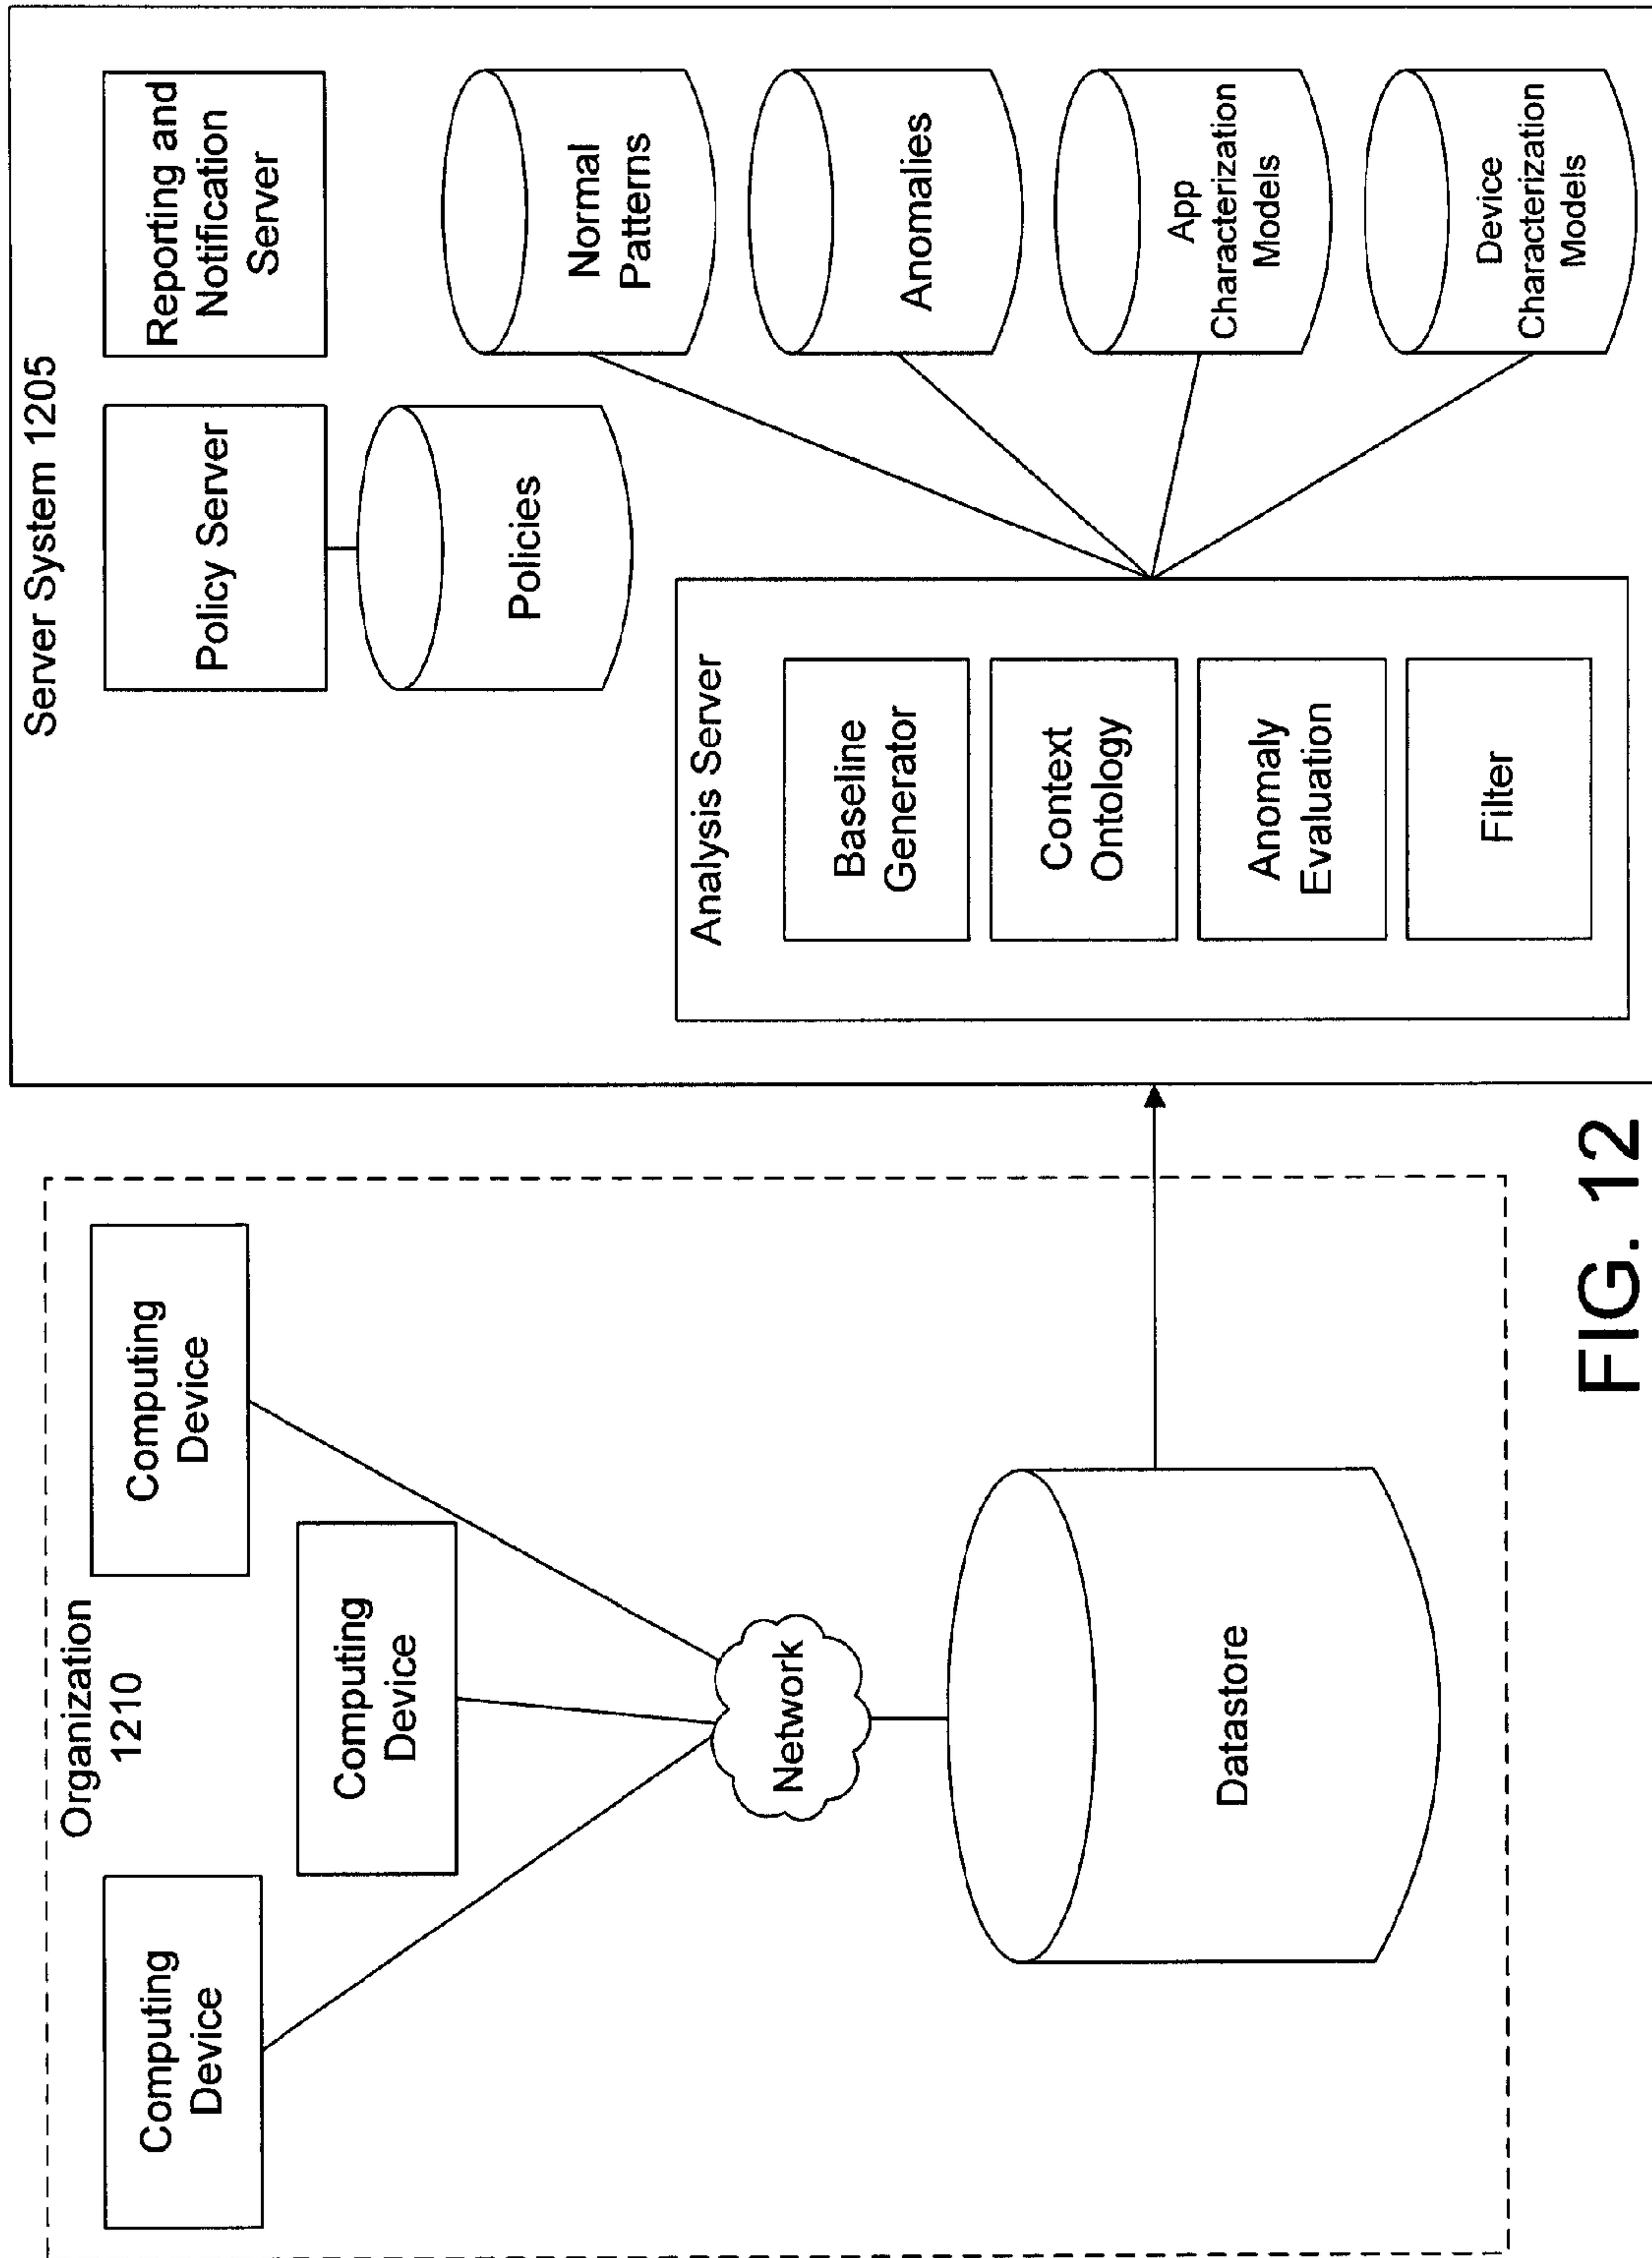 Organization
1210
Computing
Device
Computing
Device
Computing
Device
Network
Datastore
Server System 1205
Policy Server
Policies
Reporting and
Notification
Server
Analysis Server
Baseline
Generator
Context
Ontology
Anomaly
Evaluation
Filter
Normal
Patterns
Anomalies
App
Characterization
Models
Device
Characterization
Models
FIG. 12